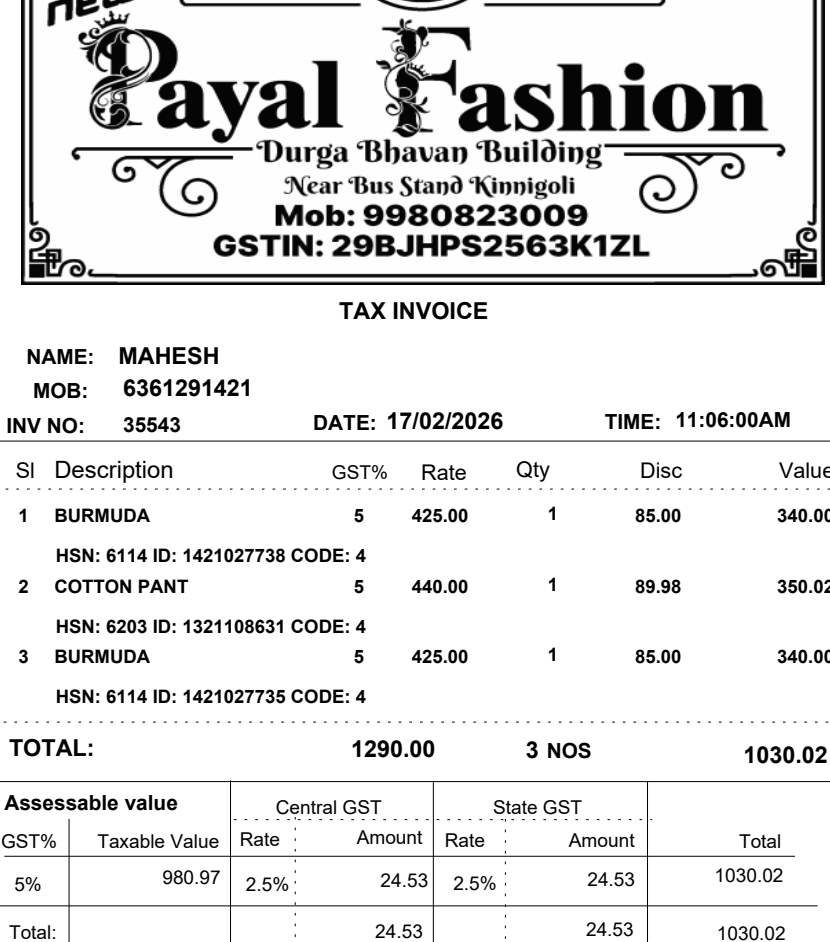 new
Payal Fashion
Durga Bhavan Building
Near Bus Stand Kinnigoli
Mob: 9980823009
GSTIN: 29BJHPS2563K1ZL
TAX INVOICE
NAME: MAHESH
MOB: 6361291421
INV NO: 35543 DATE: 17/02/2026 TIME: 11:06:00AM
Sl Description GST% Rate Qty Disc Value
1 BURMUDA 5 425.00 1 85.00 340.00
HSN: 6114 ID: 1421027738 CODE: 4
2 COTTON PANT 5 440.00 1 89.98 350.02
HSN: 6203 ID: 1321108631 CODE: 4
3 BURMUDA 5 425.00 1 85.00 340.00
HSN: 6114 ID: 1421027735 CODE: 4
TOTAL: 1290.00 3 NOS 1030.02
Assessable value Central GST State GST
GST% Taxable Value Rate Amount Rate Amount Total
5% 980.97 2.5% 24.53 2.5% 24.53 1030.02
Total: 24.53 24.53 1030.02